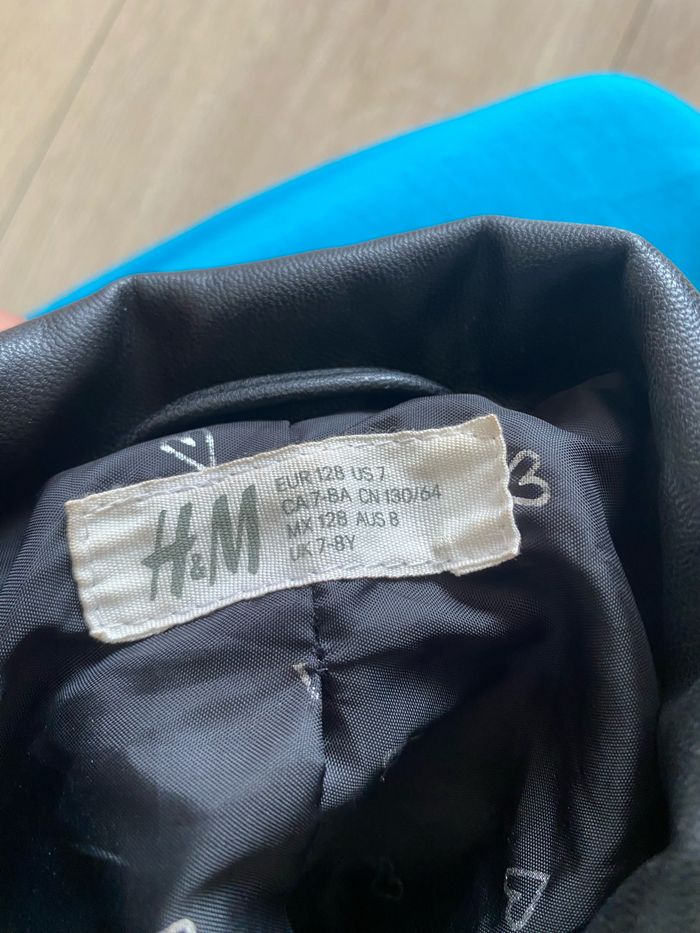 H&M
EUR 128 US 7
CA 7-8A CN 130/64
MX 128 AUS 8
UK 7-8Y